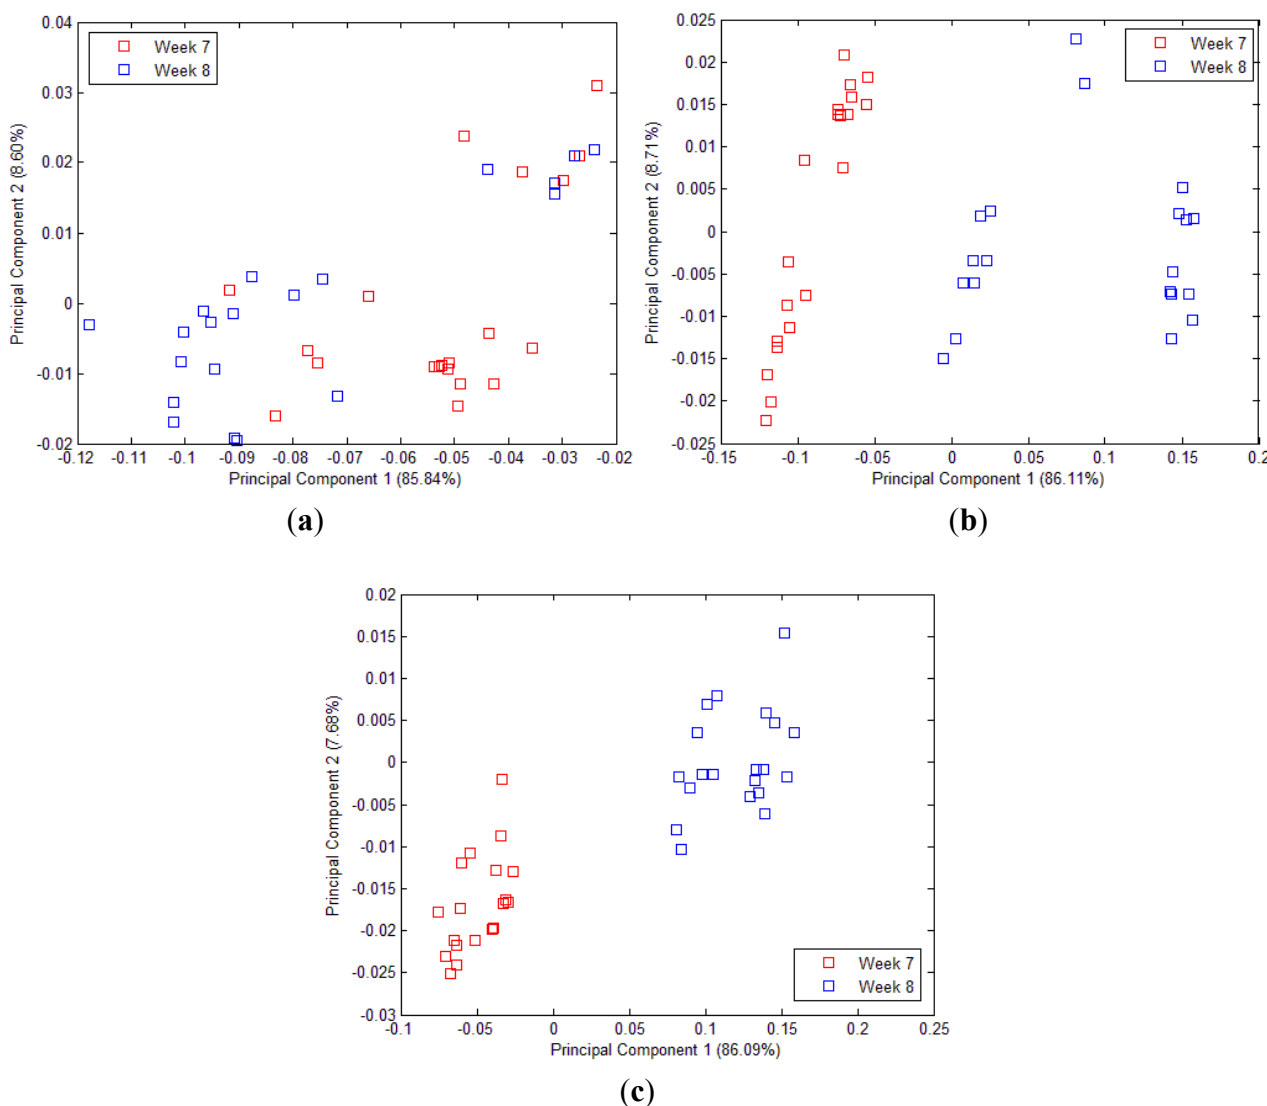 0.04
0.03
0.02
0.01
0
-0.01
-0.02
-0.12 -0.11 -0.1 -0.09 -0.08 -0.07 -0.06 -0.05 -0.04 -0.03 -0.02
Principal Component 2 (8.60%)
Principal Component 1 (85.84%)
Week 7
Week 8
(a)
0.025
0.02
0.015
0.01
0.005
0
-0.005
-0.01
-0.015
-0.02
-0.025
-0.15 -0.1 -0.05 0 0.05 0.1 0.15 0.2
Principal Component 2 (8.71%)
Principal Component 1 (86.11%)
Week 7
Week 8
(b)
0.02
0.015
0.01
0.005
0
-0.005
-0.01
-0.015
-0.02
-0.025
-0.03
-0.1 -0.05 0 0.05 0.1 0.15 0.2 0.25
Principal Component 2 (7.68%)
Principal Component 1 (86.09%)
Week 7
Week 8
(c)